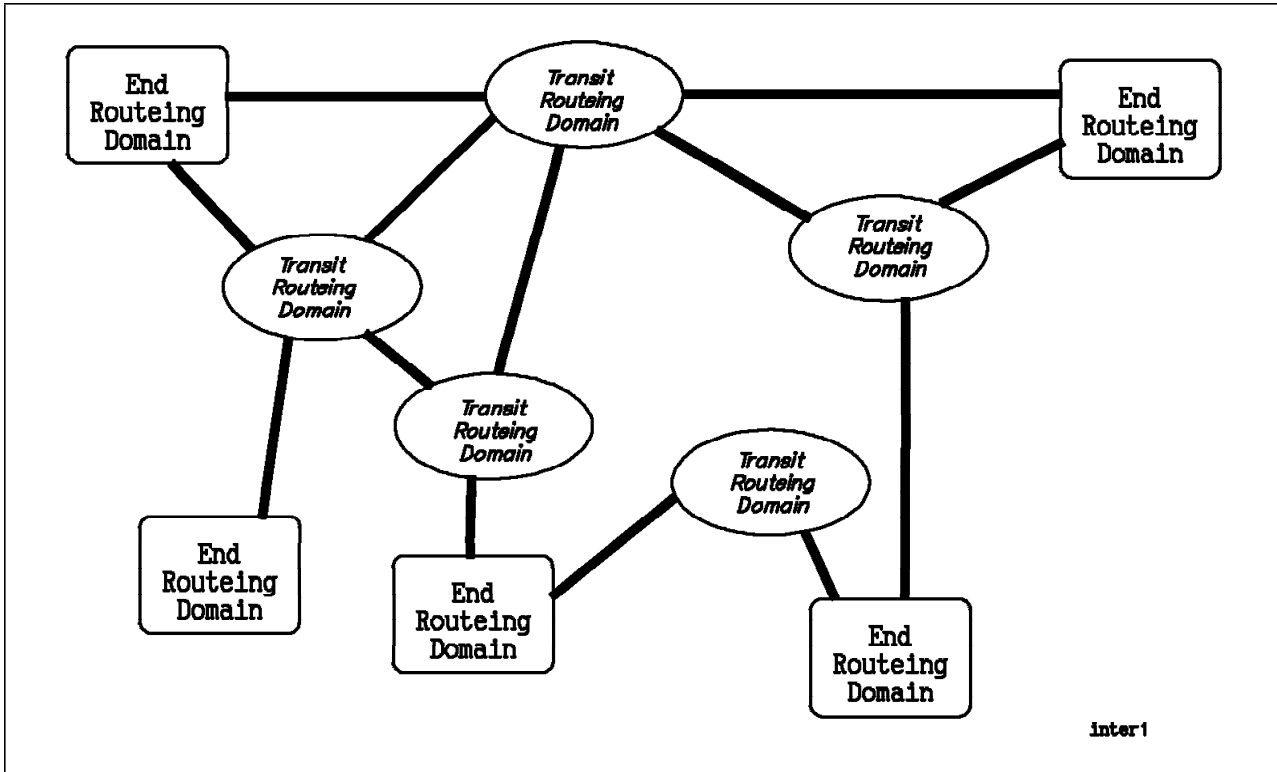 End
Routeing
Domain
Transit
Routeing
Domain
End
Routeing
Domain
Transit
Routeing
Domain
Transit
Routeing
Domain
Transit
Routeing
Domain
Transit
Routeing
Domain
End
Routeing
Domain
End
Routeing
Domain
End
Routeing
Domain
inter1